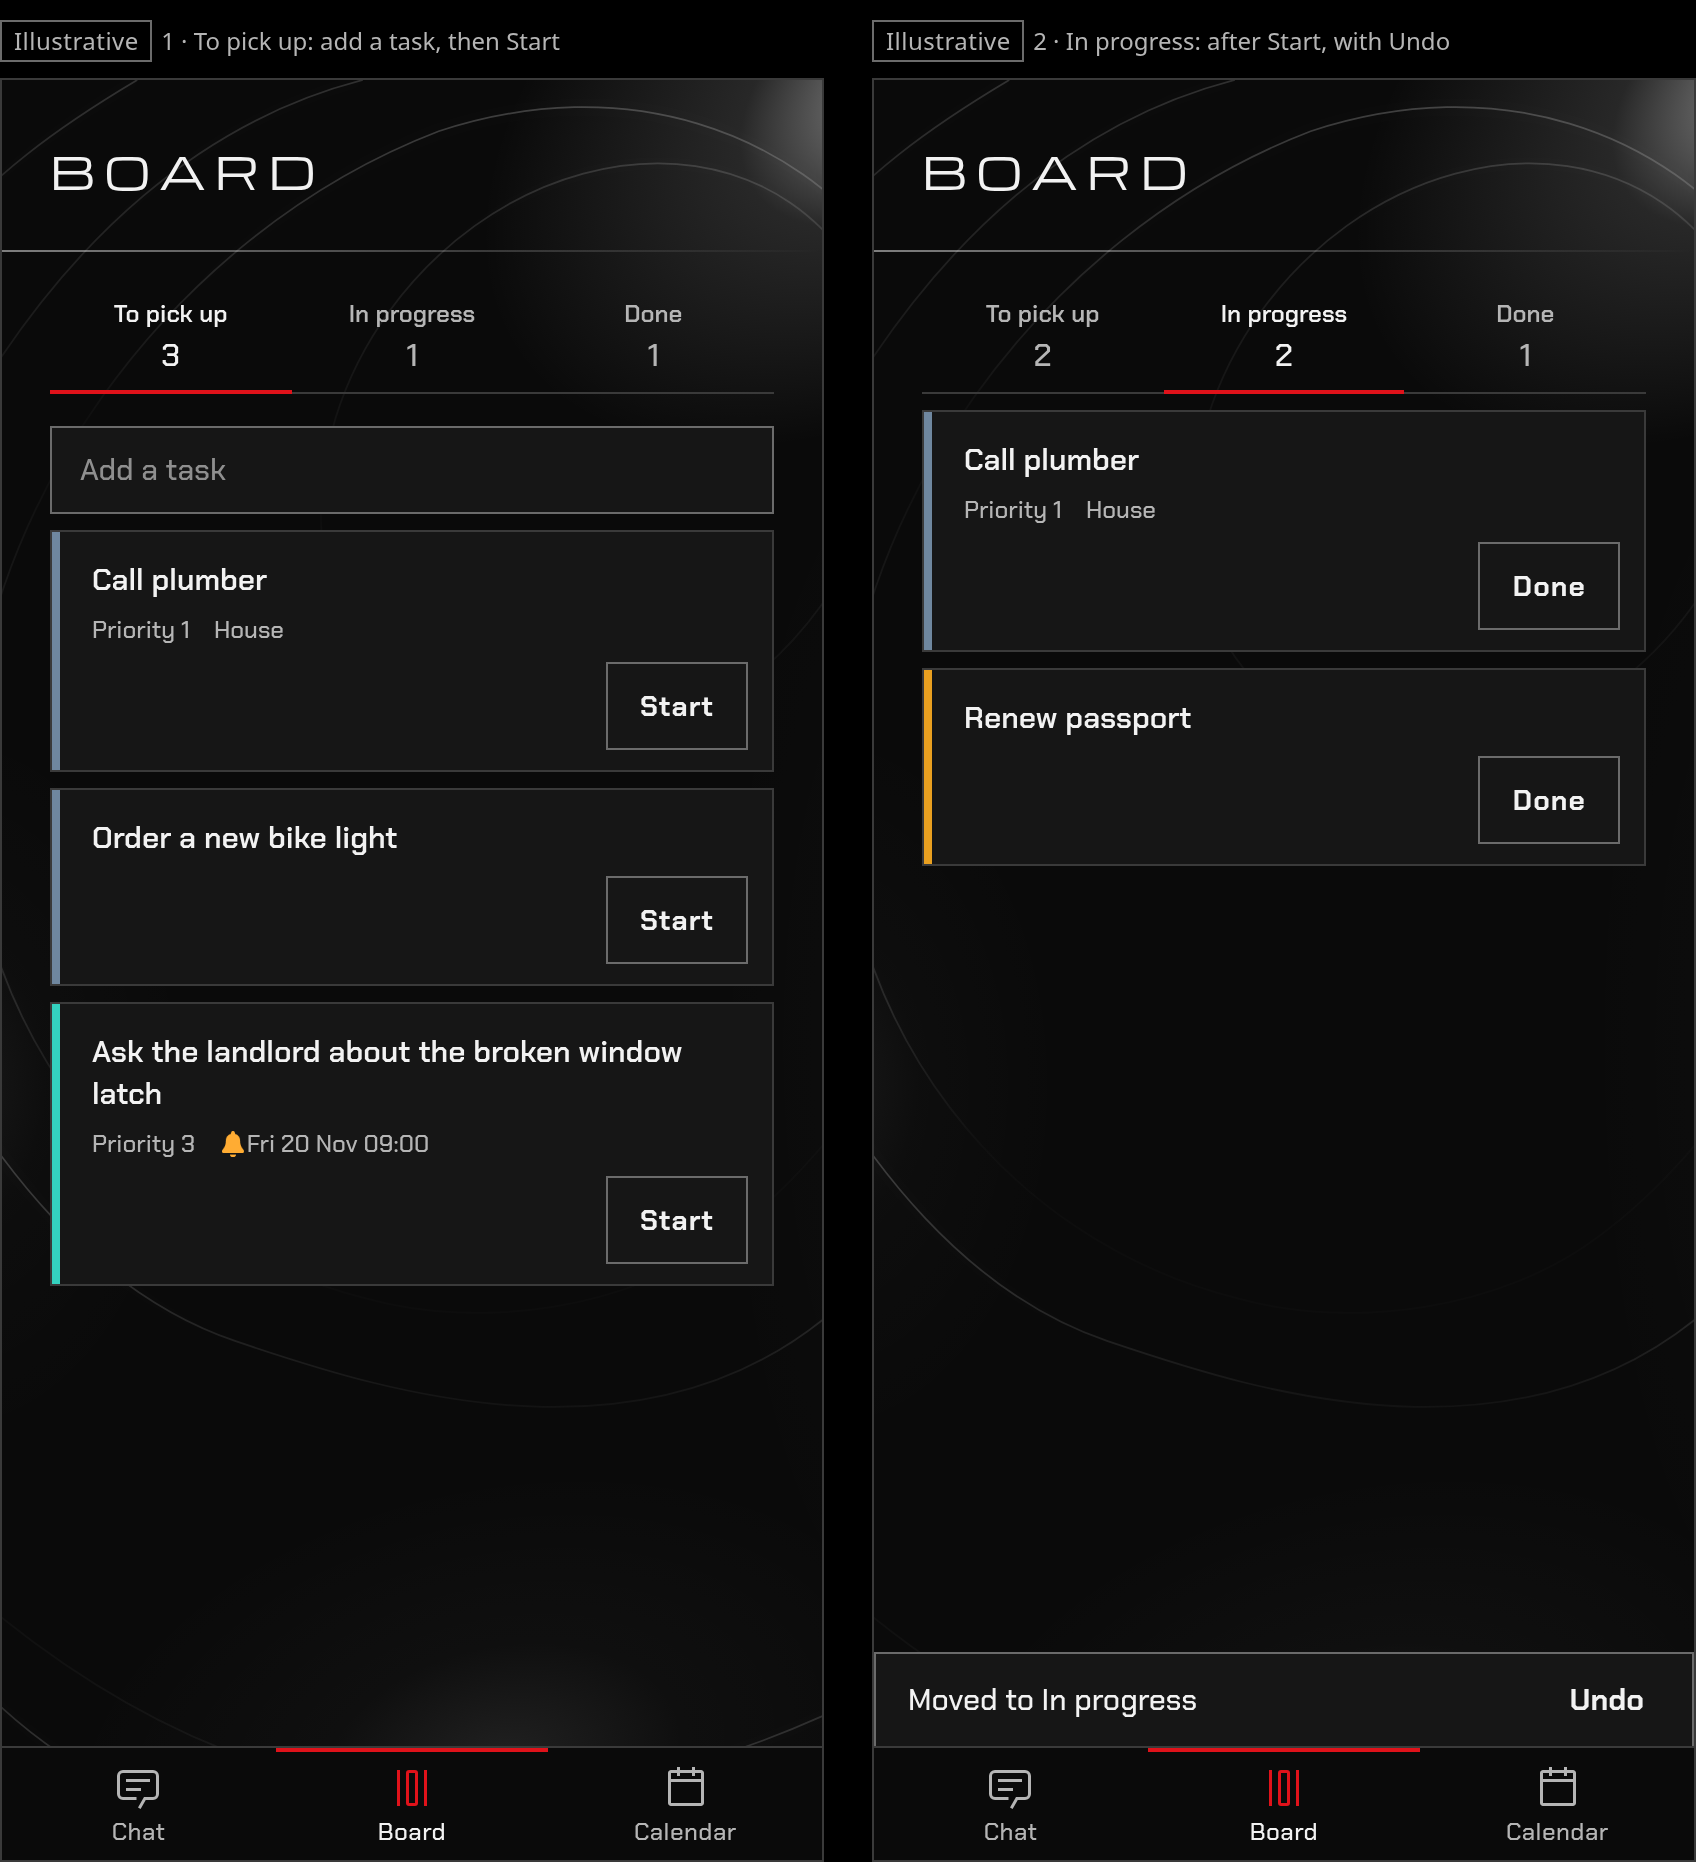 Illustrative 1 · To pick up: add a task, then Start
BOARD
To pick up In progress Done
3 1 1
Add a task
Call plumber
Priority 1 House
Start
Order a new bike light
Start
Ask the landlord about the broken window
latch
Priority 3 🔔Fri 20 Nov 09:00
Start
Chat Board Calendar
Illustrative 2 · In progress: after Start, with Undo
BOARD
To pick up In progress Done
2 2 1
Call plumber
Priority 1 House
Done
Renew passport
Done
Moved to In progress Undo
Chat Board Calendar